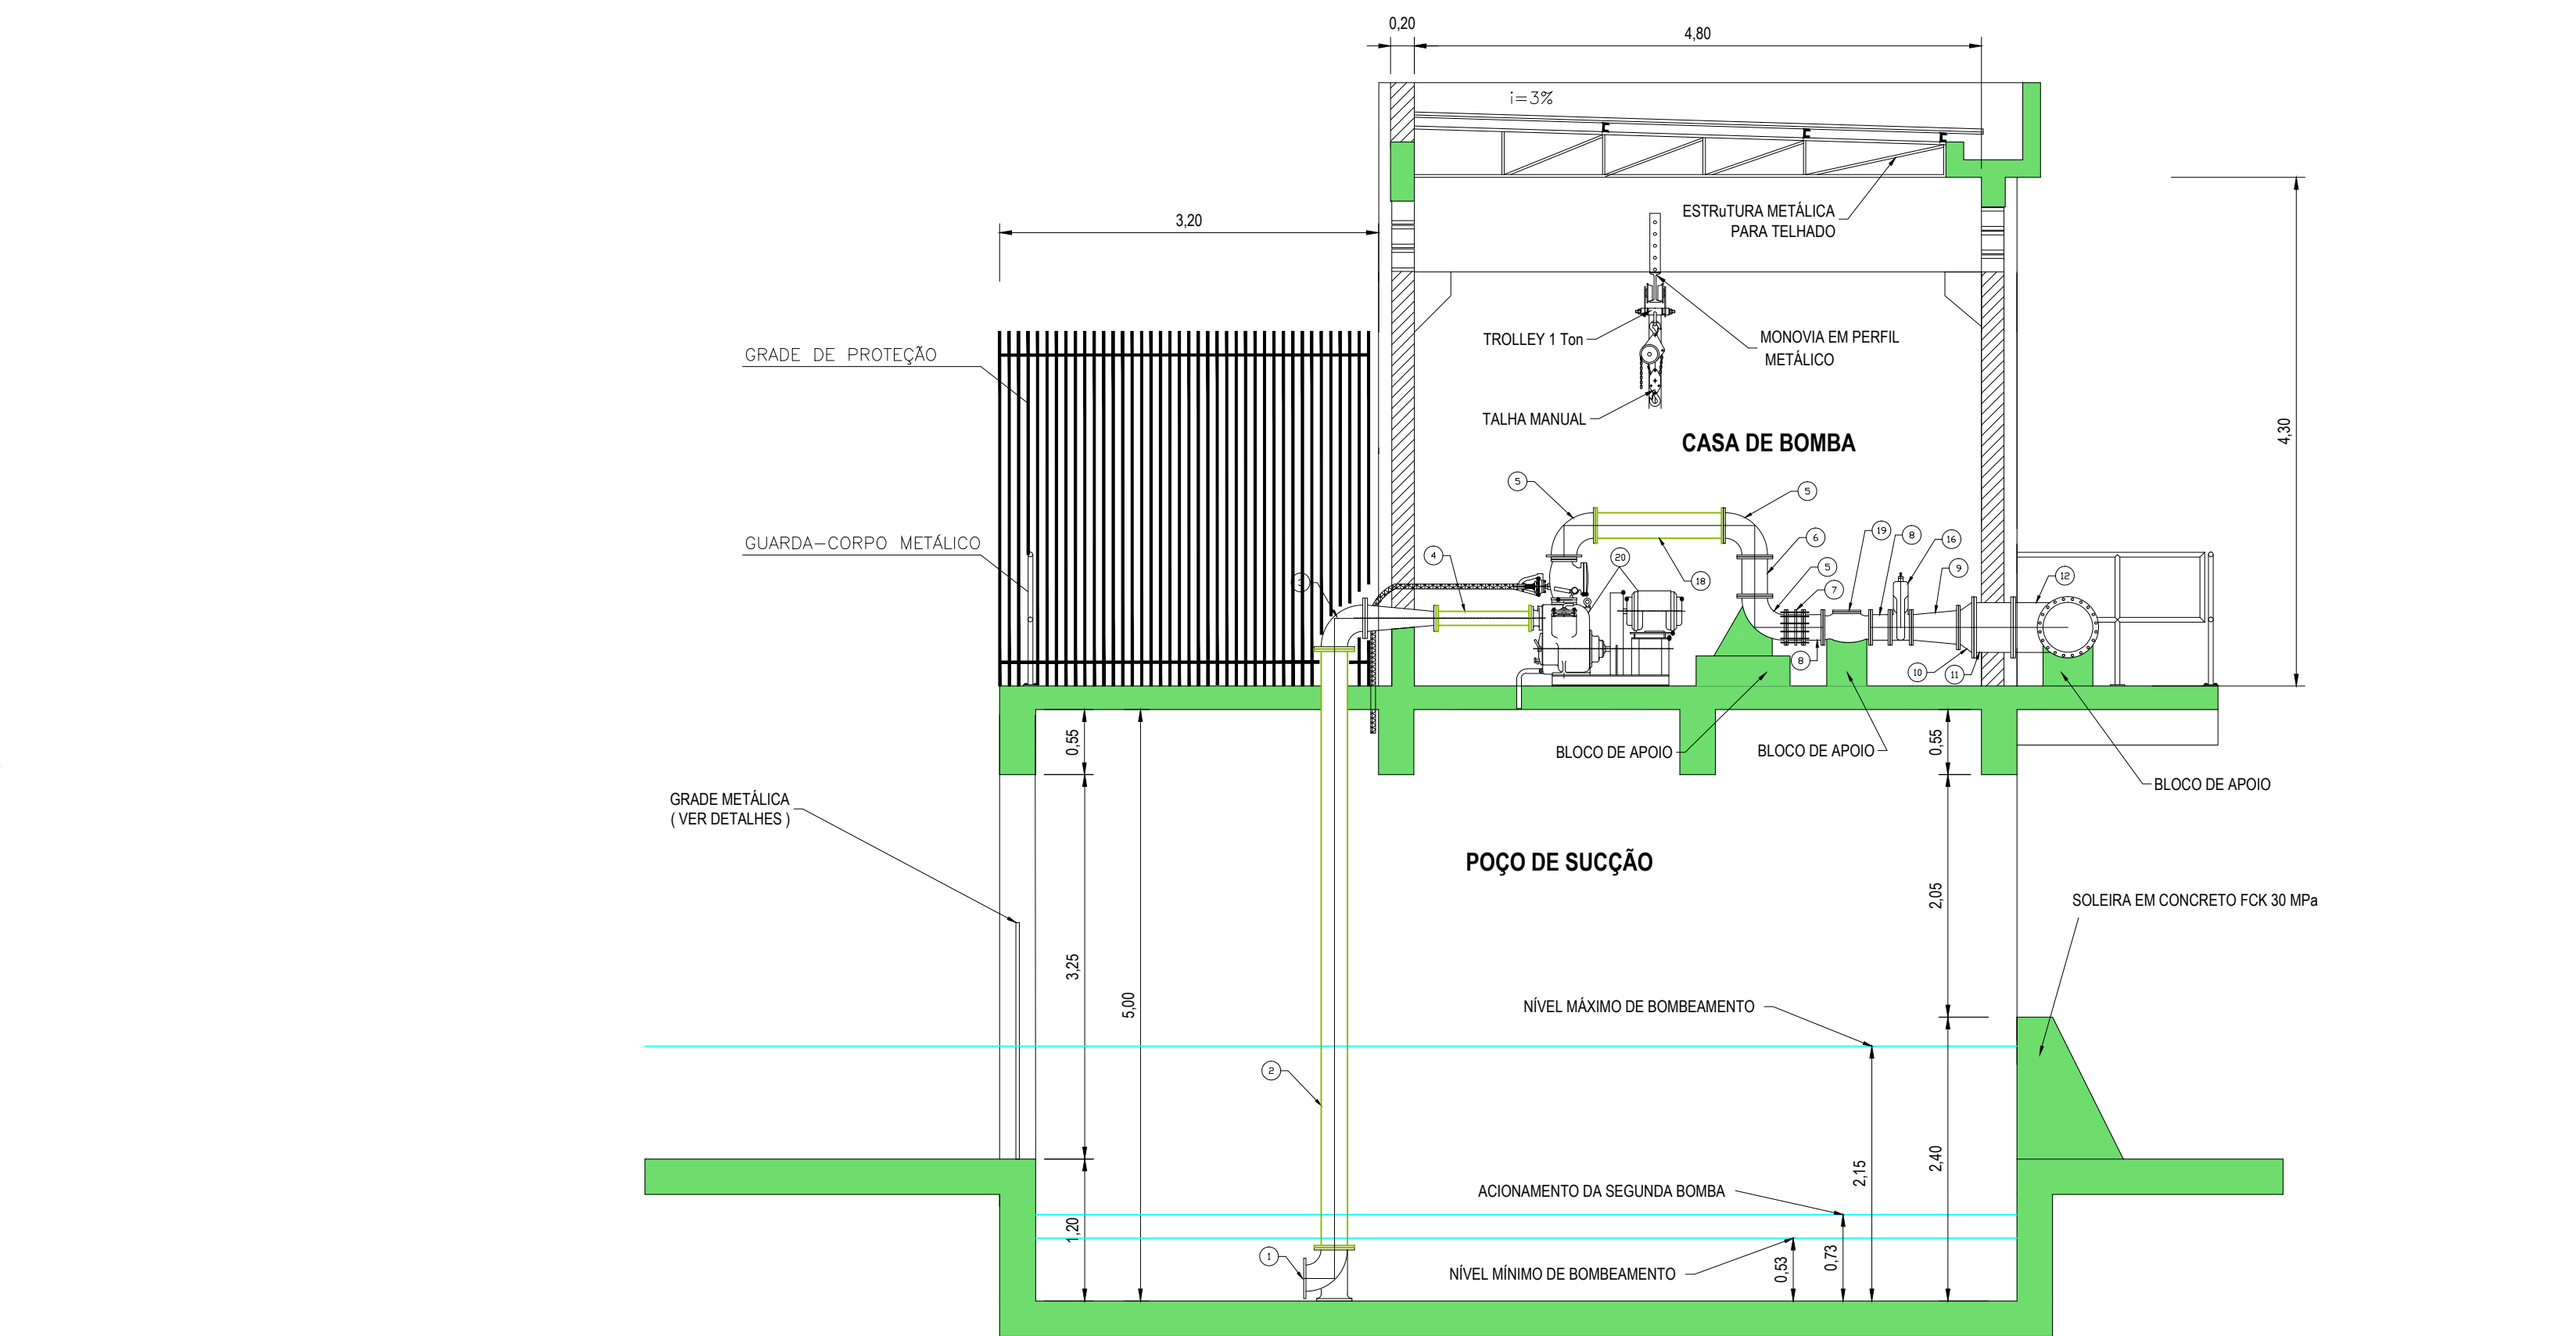 0,20
4,80
i=3%
ESTRuTURA METÁLICA
PARA TELHADO
3,20
TROLLEY 1 Ton
MONOVIA EM PERFIL
METÁLICO
GRADE DE PROTEÇÃO
TALHA MANUAL
CASA DE BOMBA
4,30
5
5
19
8
16
6
GUARDA-CORPO METÁLICO
4
20
18
5
7
9
12
3
8
10
11
0,55
BLOCO DE APOIO
BLOCO DE APOIO
0,55
BLOCO DE APOIO
GRADE METÁLICA
( VER DETALHES )
POÇO DE SUCÇÃO
2,05
SOLEIRA EM CONCRETO FCK 30 MPa
3,25
5,00
NÍVEL MÁXIMO DE BOMBEAMENTO
2
2,15
2,40
ACIONAMENTO DA SEGUNDA BOMBA
1,20
1
NÍVEL MÍNIMO DE BOMBEAMENTO
0,53
0,73